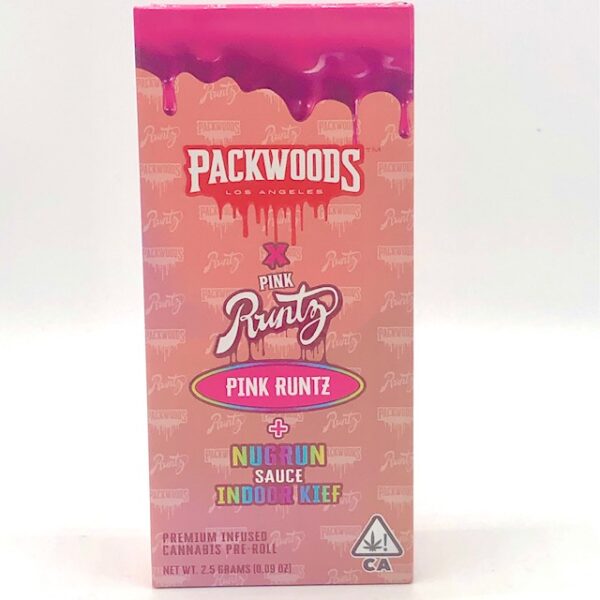 PACKWOODS™
LOS ANGELES
X
PINK
Runtz
PINK RUNTZ
+
NUGRUN
SAUCE
INDOOR KIEF
PREMIUM INFUSED
CANNABIS PRE-ROLL
NET WT. 2.5 GRAMS (0.09 OZ)
!
CA